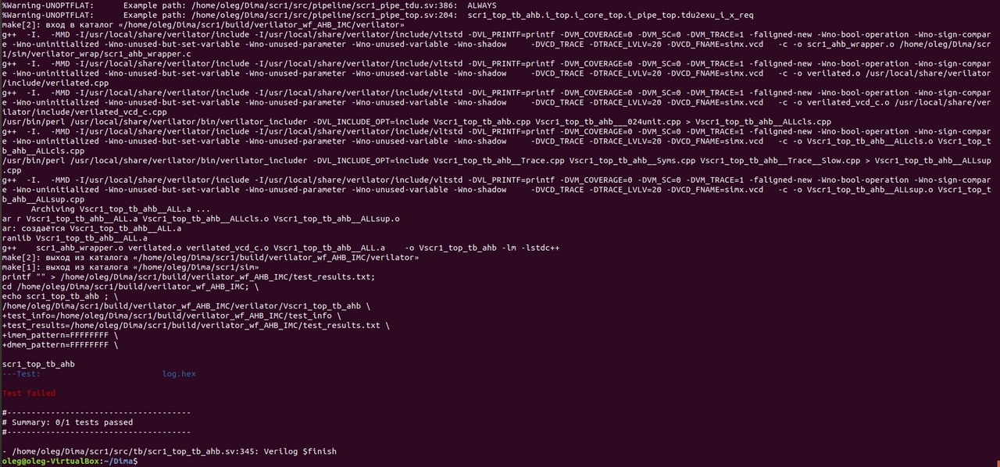 %Warning-UNOPTFLAT:      Example path: /home/oleg/Dima/scr1/src/pipeline/scr1_pipe_tdu.sv:386:  ALWAYS
%Warning-UNOPTFLAT:      Example path: /home/oleg/Dima/scr1/src/pipeline/scr1_pipe_top.sv:204:  scr1_top_tb_ahb.i_top.i_core_top.i_pipe_top.tdu2exu_i_x_req
make[2]: вход в каталог «/home/oleg/Dima/scr1/build/verilator_wf_AHB_IMC/verilator»
g++  -I.  -MMD -I/usr/local/share/verilator/include -I/usr/local/share/verilator/include/vltstd -DVL_PRINTF=printf -DVM_COVERAGE=0 -DVM_SC=0 -DVM_TRACE=1 -faligned-new -Wno-bool-operation -Wno-sign-compar
e -Wno-uninitialized -Wno-unused-but-set-variable -Wno-unused-parameter -Wno-unused-variable -Wno-shadow     -DVCD_TRACE -DTRACE_LVLV=20 -DVCD_FNAME=simx.vcd   -c -o scr1_ahb_wrapper.o /home/oleg/Dima/scr
1/sim/verilator_wrap/scr1_ahb_wrapper.c
g++  -I.  -MMD -I/usr/local/share/verilator/include -I/usr/local/share/verilator/include/vltstd -DVL_PRINTF=printf -DVM_COVERAGE=0 -DVM_SC=0 -DVM_TRACE=1 -faligned-new -Wno-bool-operation -Wno-sign-compar
e -Wno-uninitialized -Wno-unused-but-set-variable -Wno-unused-parameter -Wno-unused-variable -Wno-shadow     -DVCD_TRACE -DTRACE_LVLV=20 -DVCD_FNAME=simx.vcd   -c -o verilated.o /usr/local/share/verilator
/include/verilated.cpp
g++  -I.  -MMD -I/usr/local/share/verilator/include -I/usr/local/share/verilator/include/vltstd -DVL_PRINTF=printf -DVM_COVERAGE=0 -DVM_SC=0 -DVM_TRACE=1 -faligned-new -Wno-bool-operation -Wno-sign-compar
e -Wno-uninitialized -Wno-unused-but-set-variable -Wno-unused-parameter -Wno-unused-variable -Wno-shadow     -DVCD_TRACE -DTRACE_LVLV=20 -DVCD_FNAME=simx.vcd   -c -o verilated_vcd_c.o /usr/local/share/ver
ilator/include/verilated_vcd_c.cpp
/usr/bin/perl /usr/local/share/verilator/bin/verilator_includer -DVL_INCLUDE_OPT=include Vscr1_top_tb_ahb.cpp Vscr1_top_tb_ahb___024unit.cpp > Vscr1_top_tb_ahb__ALLcls.cpp
g++  -I.  -MMD -I/usr/local/share/verilator/include -I/usr/local/share/verilator/include/vltstd -DVL_PRINTF=printf -DVM_COVERAGE=0 -DVM_SC=0 -DVM_TRACE=1 -faligned-new -Wno-bool-operation -Wno-sign-compar
e -Wno-uninitialized -Wno-unused-but-set-variable -Wno-unused-parameter -Wno-unused-variable -Wno-shadow     -DVCD_TRACE -DTRACE_LVLV=20 -DVCD_FNAME=simx.vcd   -c -o Vscr1_top_tb_ahb__ALLcls.o Vscr1_top_t
b_ahb__ALLcls.cpp
/usr/bin/perl /usr/local/share/verilator/bin/verilator_includer -DVL_INCLUDE_OPT=include Vscr1_top_tb_ahb__Trace.cpp Vscr1_top_tb_ahb__Syms.cpp Vscr1_top_tb_ahb__Trace__Slow.cpp > Vscr1_top_tb_ahb__ALLsup
.cpp
g++  -I.  -MMD -I/usr/local/share/verilator/include -I/usr/local/share/verilator/include/vltstd -DVL_PRINTF=printf -DVM_COVERAGE=0 -DVM_SC=0 -DVM_TRACE=1 -faligned-new -Wno-bool-operation -Wno-sign-compar
e -Wno-uninitialized -Wno-unused-but-set-variable -Wno-unused-parameter -Wno-unused-variable -Wno-shadow     -DVCD_TRACE -DTRACE_LVLV=20 -DVCD_FNAME=simx.vcd   -c -o Vscr1_top_tb_ahb__ALLsup.o Vscr1_top_t
b_ahb__ALLsup.cpp
      Archiving Vscr1_top_tb_ahb__ALL.a ...
ar r Vscr1_top_tb_ahb__ALL.a Vscr1_top_tb_ahb__ALLcls.o Vscr1_top_tb_ahb__ALLsup.o
ar: создаётся Vscr1_top_tb_ahb__ALL.a
ranlib Vscr1_top_tb_ahb__ALL.a
g++    scr1_ahb_wrapper.o verilated.o verilated_vcd_c.o Vscr1_top_tb_ahb__ALL.a    -o Vscr1_top_tb_ahb -lm -lstdc++
make[2]: выход из каталога «/home/oleg/Dima/scr1/build/verilator_wf_AHB_IMC/verilator»
make[1]: выход из каталога «/home/oleg/Dima/scr1/sim»
printf "" > /home/oleg/Dima/scr1/build/verilator_wf_AHB_IMC/test_results.txt;
cd /home/oleg/Dima/scr1/build/verilator_wf_AHB_IMC; \
echo scr1_top_tb_ahb ; \
/home/oleg/Dima/scr1/build/verilator_wf_AHB_IMC/verilator/Vscr1_top_tb_ahb \
+test_info=/home/oleg/Dima/scr1/build/verilator_wf_AHB_IMC/test_info \
+test_results=/home/oleg/Dima/scr1/build/verilator_wf_AHB_IMC/test_results.txt \
+imem_pattern=FFFFFFFF \
+dmem_pattern=FFFFFFFF \
scr1_top_tb_ahb
---Test:                         log.hex
Test failed
#--------------------------------------
# Summary: 0/1 tests passed
#--------------------------------------
- /home/oleg/Dima/scr1/src/tb/scr1_top_tb_ahb.sv:345: Verilog $finish
oleg@oleg-VirtualBox:~/Dima$